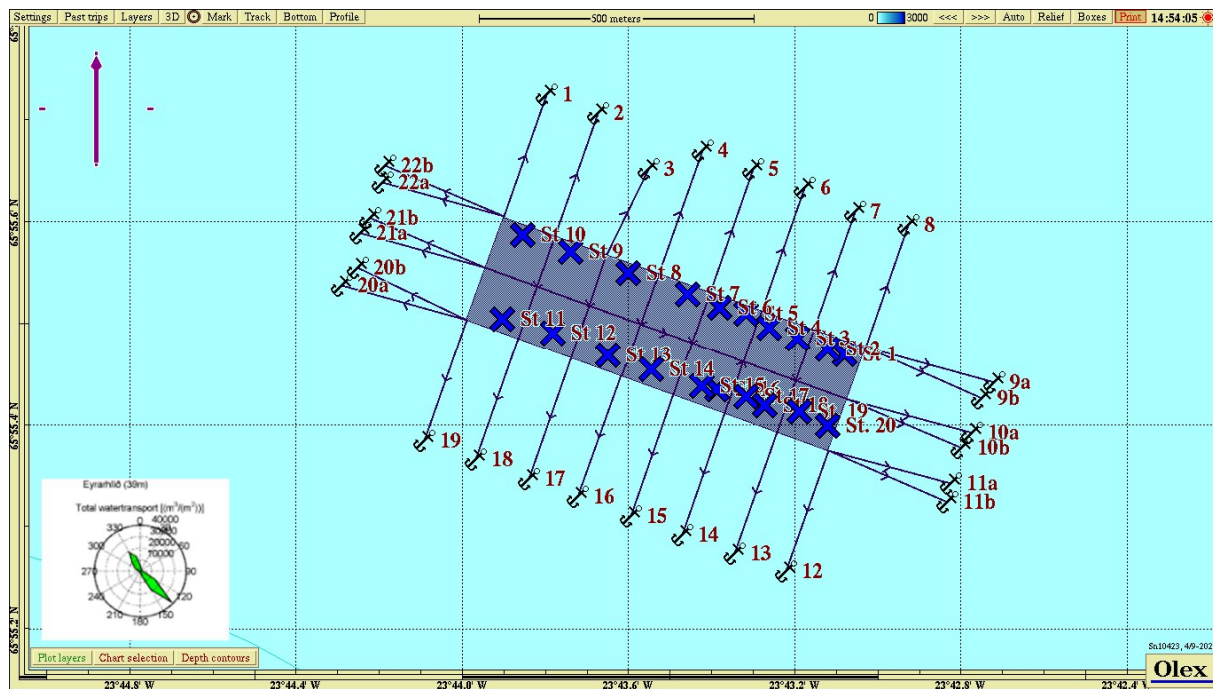 Settings Past trips Layers 3D Mark Track Bottom Profile 500 meters 0 3000 <<< >>> Auto Relief Boxes Print 14:54:05
1
2
3
4
5
6
7
8
22b
22a
21b
21a
20b
20a
65°55.6' N
St 10
St 9
St 8
St 7
St 6
St 5
St 4
St 3
St 2
St 1
St 11
St 12
St 13
St 14
St 15
16
St 17
St 18
St. 19
St. 20
9a
9b
10a
10b
11a
11b
65°55.4' N
19
18
17
16
15
14
13
12
Eyrarhlíð (39m)
Total watertransport [(m³/(m²))]
0 40000
330 30000
30
20000
300 60
10000
270 90
240 120
210 150
180
65°55.2' N
Plot layers Chart selection Depth contours
Sn10423, 4/9-202
Olex
23°44.8' W 23°44.4' W 23°44.0' W 23°43.6' W 23°43.2' W 23°42.8' W 23°42.4' W